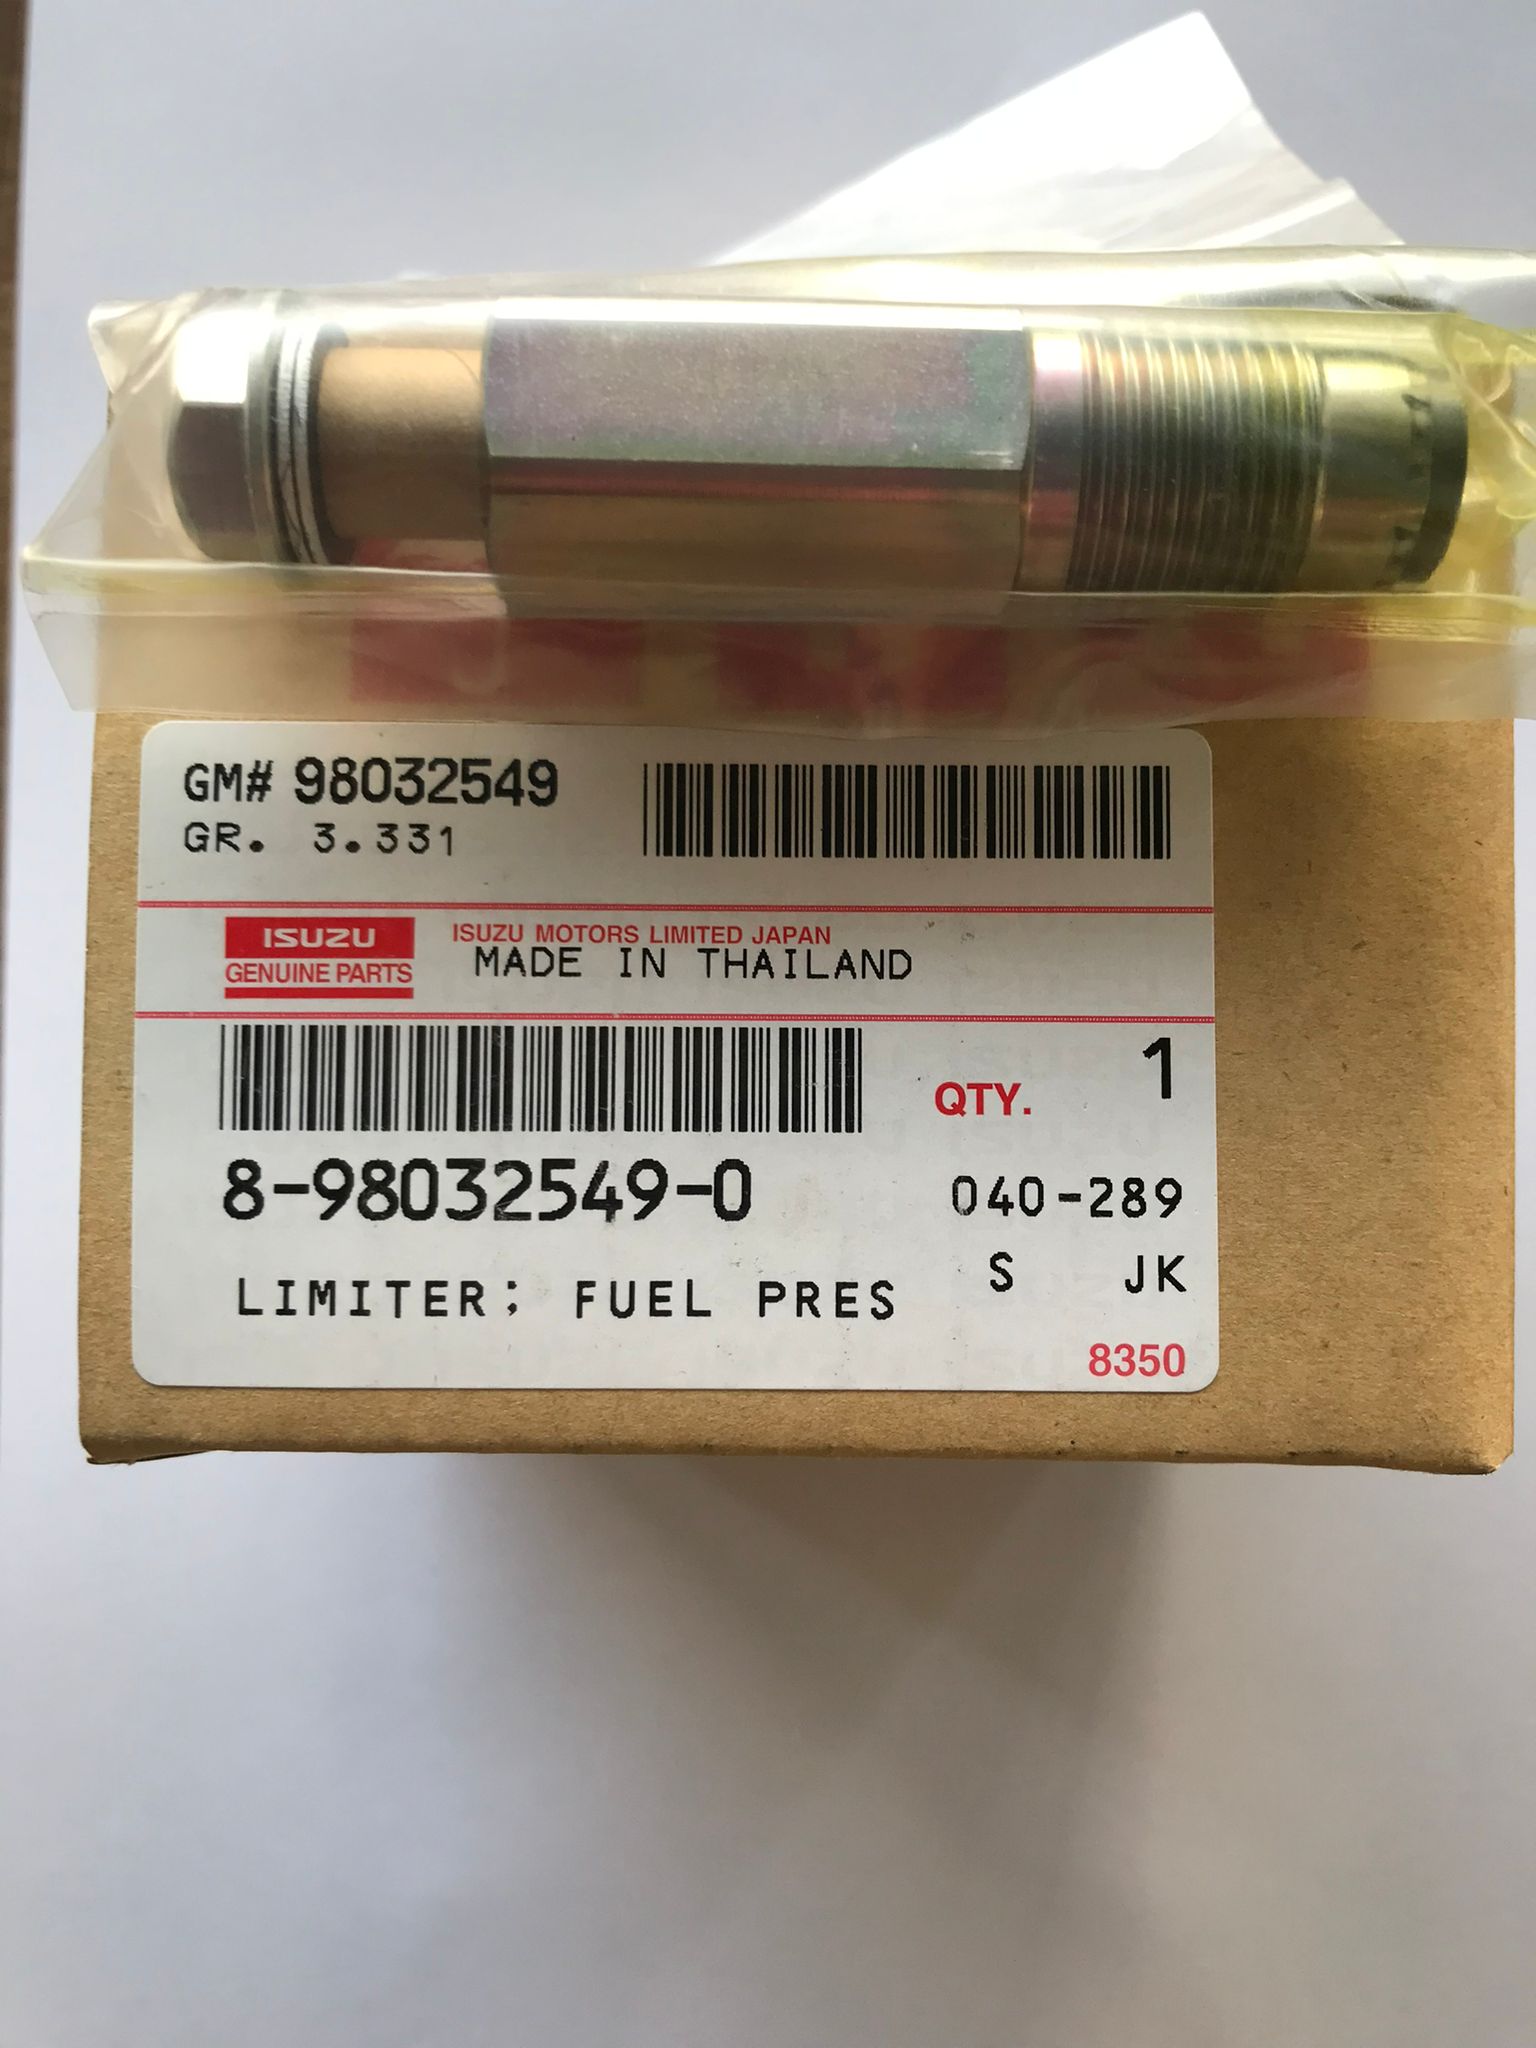 GM# 98032549
GR. 3.331
ISUZU
GENUINE PARTS
ISUZU MOTORS LIMITED JAPAN
MADE IN THAILAND
QTY. 1
8-98032549-0
040-289
S JK
LIMITER; FUEL PRES
8350